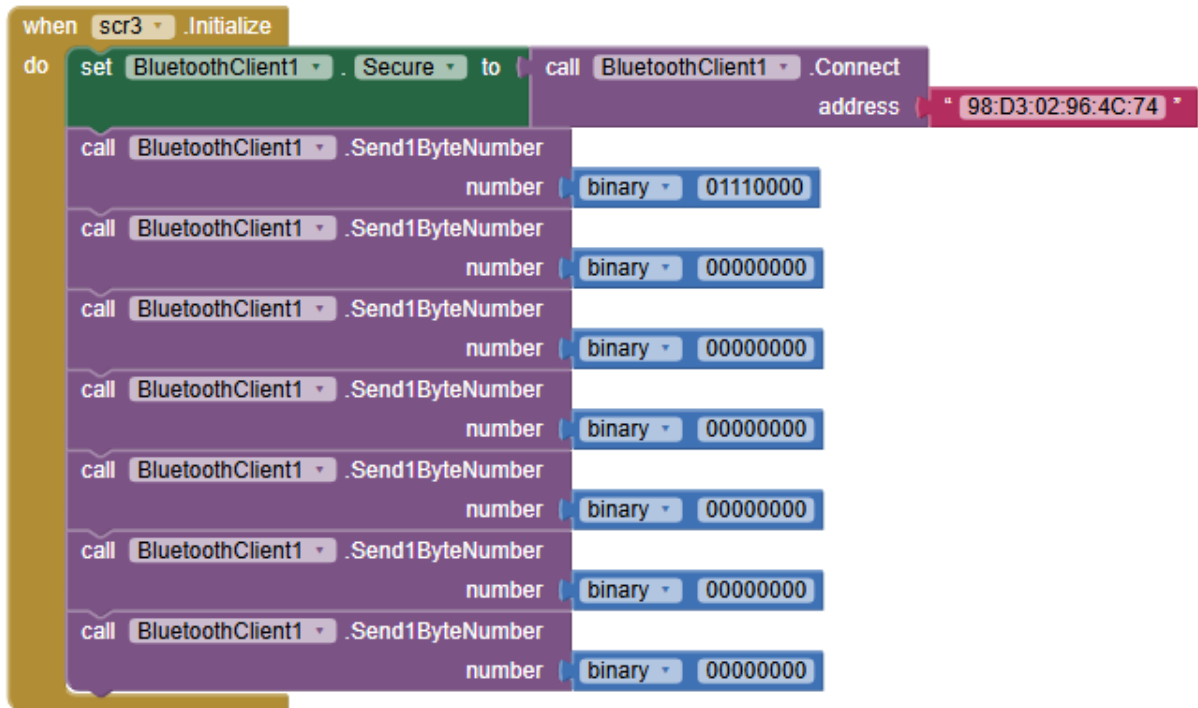 when scr3 .Initialize
do set BluetoothClient1 . Secure to call BluetoothClient1 .Connect
address " 98:D3:02:96:4C:74 "
call BluetoothClient1 .Send1ByteNumber
number binary 01110000
call BluetoothClient1 .Send1ByteNumber
number binary 00000000
call BluetoothClient1 .Send1ByteNumber
number binary 00000000
call BluetoothClient1 .Send1ByteNumber
number binary 00000000
call BluetoothClient1 .Send1ByteNumber
number binary 00000000
call BluetoothClient1 .Send1ByteNumber
number binary 00000000
call BluetoothClient1 .Send1ByteNumber
number binary 00000000